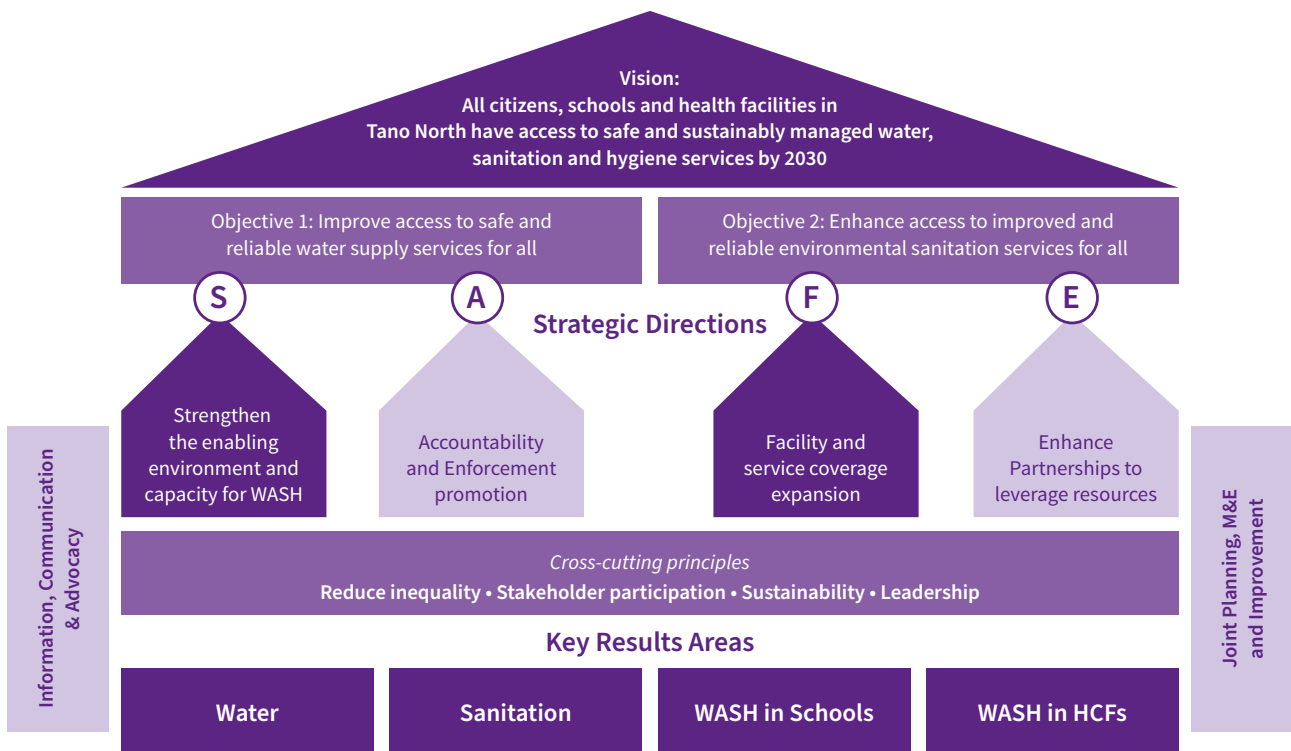 Vision:
All citizens, schools and health facilities in
Tano North have access to safe and sustainably managed water,
sanitation and hygiene services by 2030
Objective 1: Improve access to safe and
reliable water supply services for all
Objective 2: Enhance access to improved and
reliable environmental sanitation services for all
S
A
F
E
Strategic Directions
Strengthen
the enabling
environment and
capacity for WASH
Accountability
and Enforcement
promotion
Facility and
service coverage
expansion
Enhance
Partnerships to
leverage resources
Information, Communication
& Advocacy
Joint Planning, M&E
and Improvement
Cross-cutting principles
Reduce inequality • Stakeholder participation • Sustainability • Leadership
Key Results Areas
Water
Sanitation
WASH in Schools
WASH in HCFs